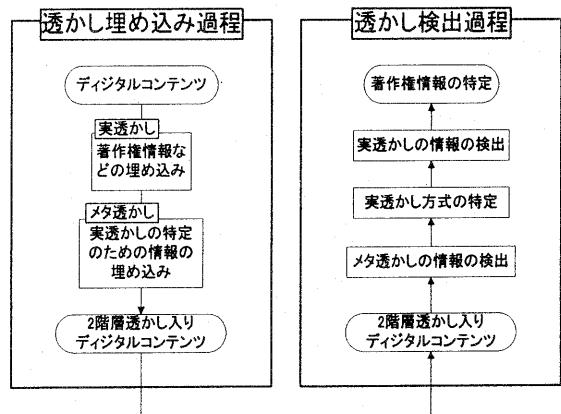 透かし埋め込み過程
ディジタルコンテンツ
実透かし
著作権情報な
どの埋め込み
メタ透かし
実透かしの特定
のための情報の
埋め込み
2階層透かし入り
ディジタルコンテンツ
透かし検出過程
著作権情報の特定
実透かしの情報の検出
実透かし方式の特定
メタ透かしの情報の検出
2階層透かし入り
ディジタルコンテンツ